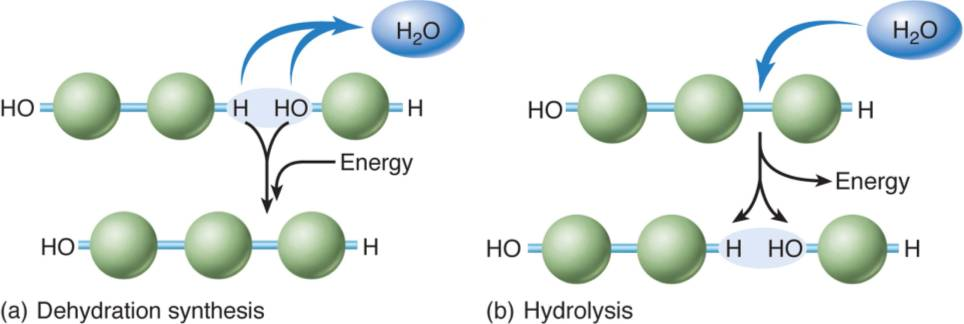 H₂O
HO H HO H
Energy
HO H
(a) Dehydration synthesis
H₂O
HO H
Energy
HO H HO H
(b) Hydrolysis